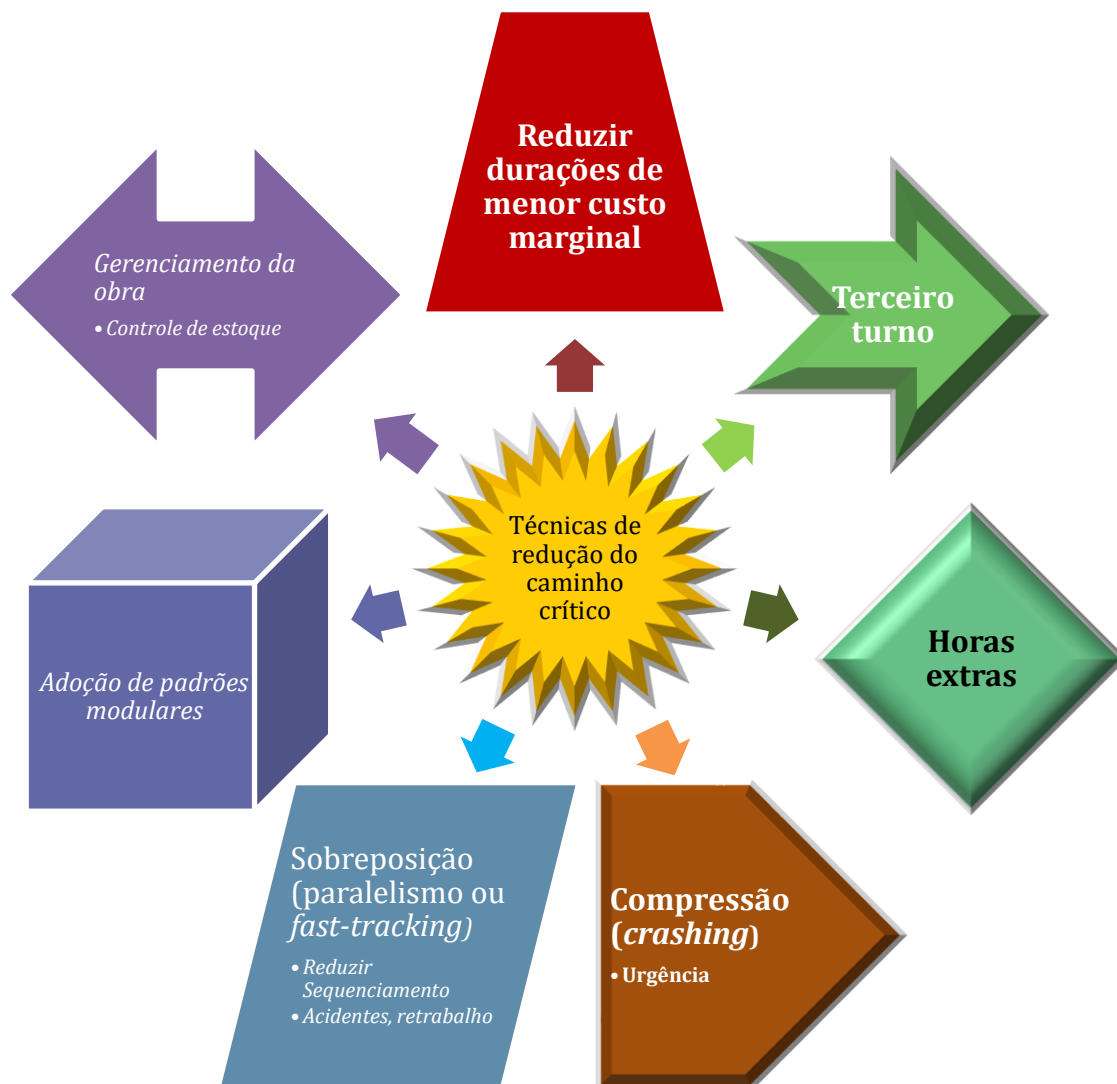 Reduzir
durações de
menor custo
marginal
Terceiro
turno
Horas
extras
Compressão
(crashing)
• Urgência
Sobreposição
(paralelismo ou
fast-tracking)
• Reduzir
Sequenciamento
• Acidentes, retrabalho
Adoção de padrões
modulares
Gerenciamento da
obra
• Controle de estoque
Técnicas de
redução do
caminho
crítico